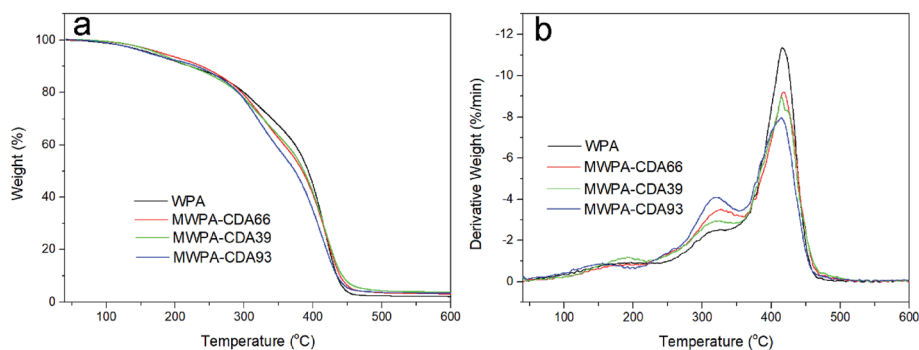 a
100
80
60
40
20
0
Weight (%)
WPA
MWPA-CDA66
MWPA-CDA39
MWPA-CDA93
100 200 300 400 500 600
Temperature (°C)
b
-12
-10
-8
-6
-4
-2
0
Derivative Weight (%/min)
WPA
MWPA-CDA66
MWPA-CDA39
MWPA-CDA93
100 200 300 400 500 600
Temperature (°C)